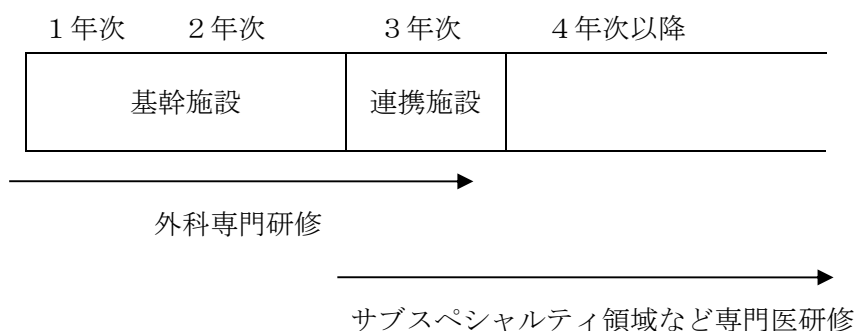 １年次　２年次　３年次　４年次以降
基幹施設　連携施設
外科専門研修
サブスペシャルティ領域など専門医研修